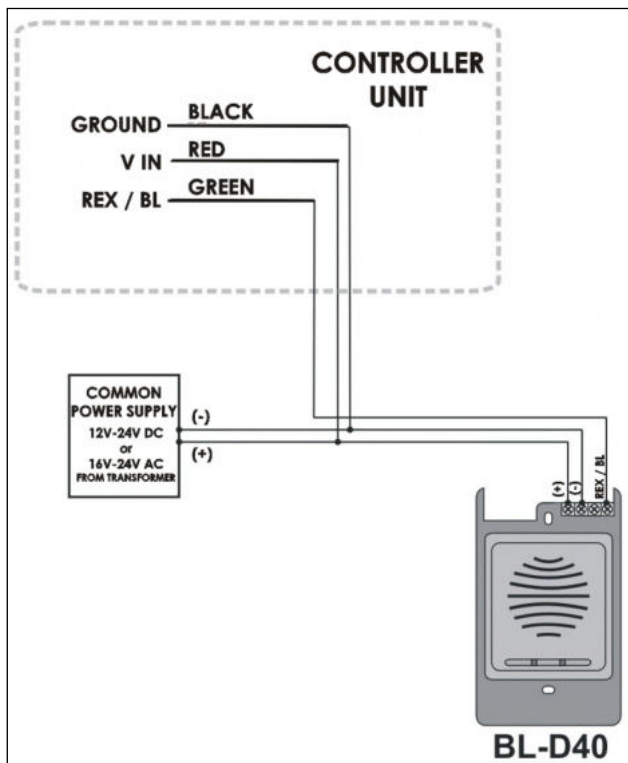 CONTROLLER
UNIT
GROUND BLACK
V IN RED
REX / BL GREEN
COMMON
POWER SUPPLY
12V-24V DC
or
16V-24V AC
FROM TRANSFORMER
(-)
(+)
(+)
(-)
REX / BL
BL-D40